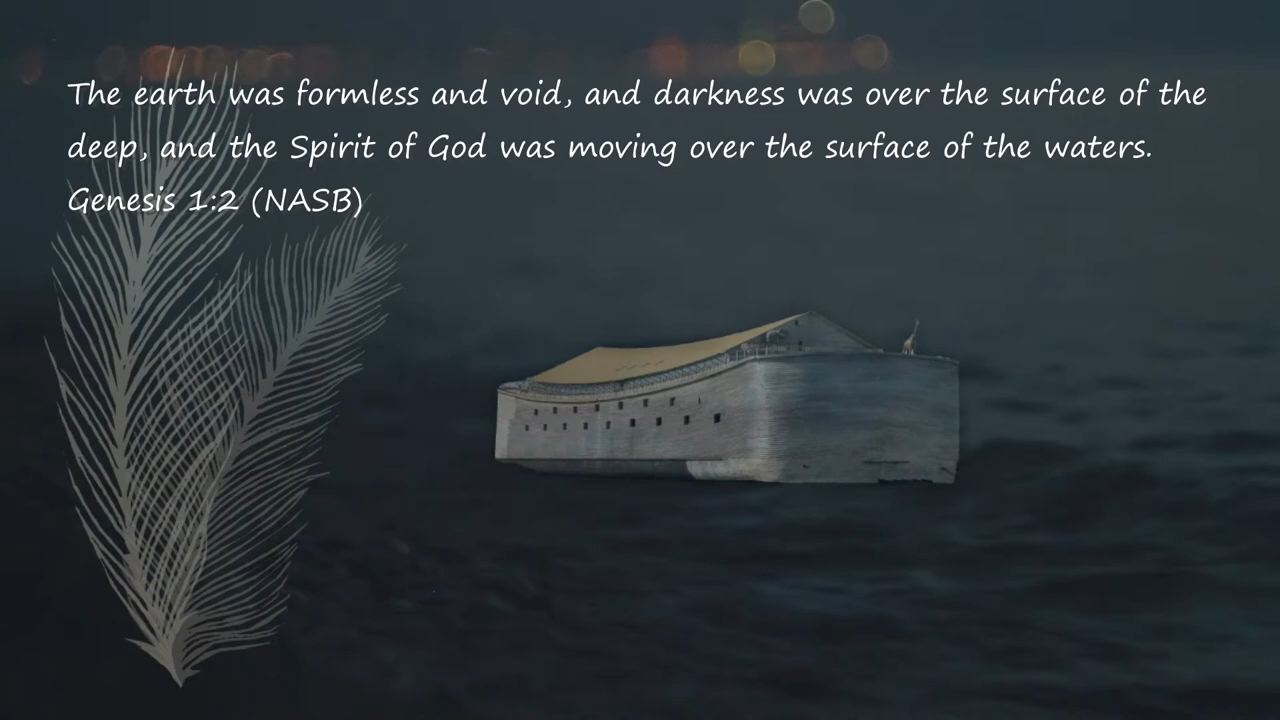 The earth was formless and void, and darkness was over the surface of the
deep, and the Spirit of God was moving over the surface of the waters.
Genesis 1:2 (NASB)